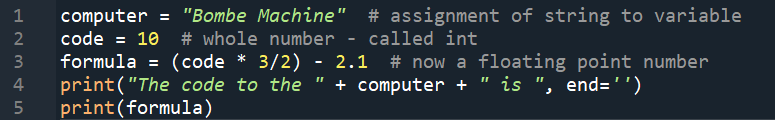 1 computer = "Bombe Machine"  # assignment of string to variable
2 code = 10  # whole number - called int
3 formula = (code * 3/2) - 2.1  # now a floating point number
4 print("The code to the " + computer + " is ", end='')
5 print(formula)